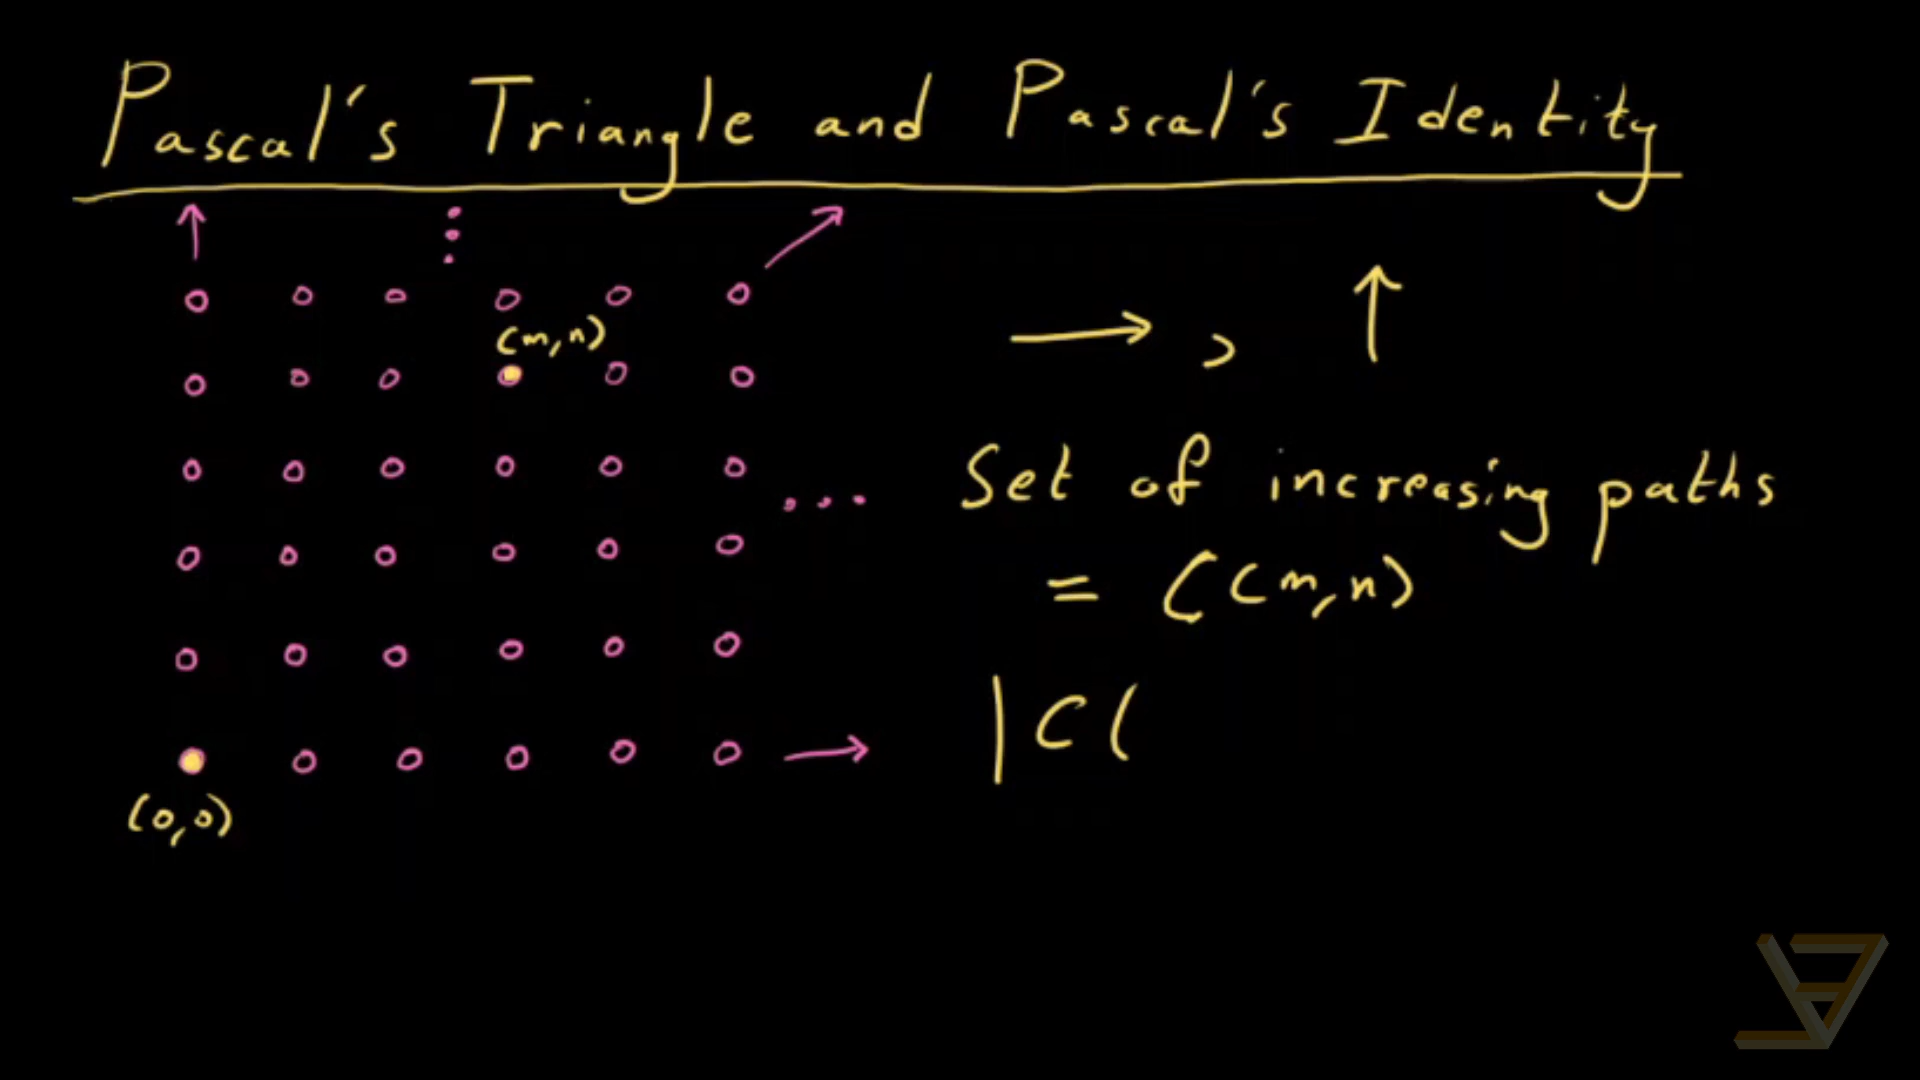 Pascal's Triangle and Pascal's Identity
(m,n)
→ , ↑
Set of increasing paths
= C(m,n)
|C(
(0,0)